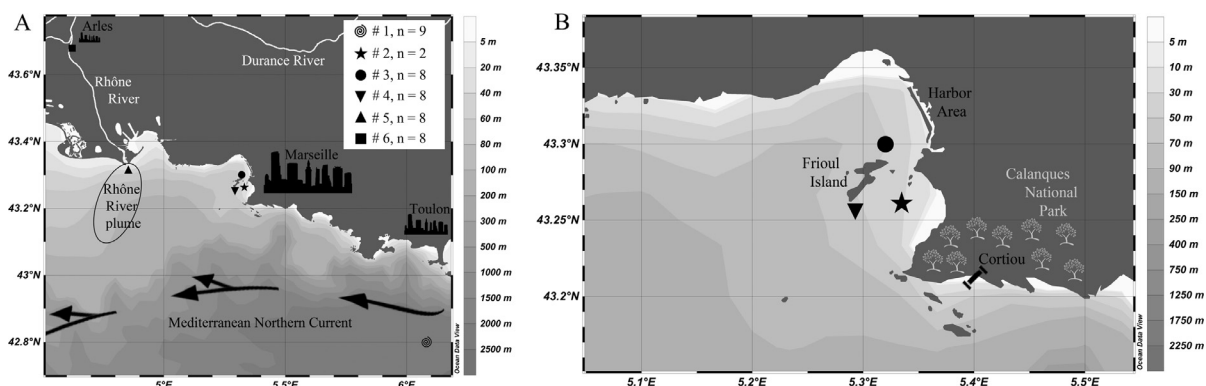 A
Arles
Durance River
Rhône
River
# 1, n = 9
# 2, n = 2
# 3, n = 8
# 4, n = 8
# 5, n = 8
# 6, n = 8
Marseille
Toulon
Rhône
River
plume
Mediterranean Northern Current
43.6°N
43.4°N
43.2°N
43°N
42.8°N
5°E
5.5°E
6°E
5 m
20 m
40 m
60 m
80 m
100 m
200 m
300 m
500 m
1000 m
1500 m
2000 m
2500 m
Ocean Data View
B
Harbor
Area
Frioul
Island
Calanques
National
Park
Cortiou
43.35°N
43.3°N
43.25°N
43.2°N
5.1°E
5.2°E
5.3°E
5.4°E
5.5°E
5 m
10 m
30 m
50 m
70 m
90 m
150 m
250 m
400 m
750 m
1250 m
1750 m
2250 m
Ocean Data View